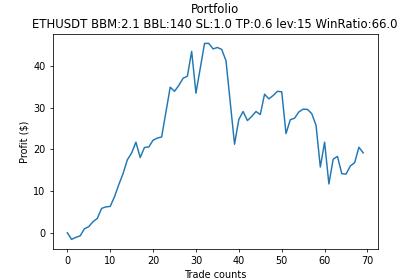 Portfolio
ETHUSDT BBM:2.1 BBL:140 SL:1.0 TP:0.6 lev:15 WinRatio:66.0
40
30
20
10
0
Profit ($)
0 10 20 30 40 50 60 70
Trade counts